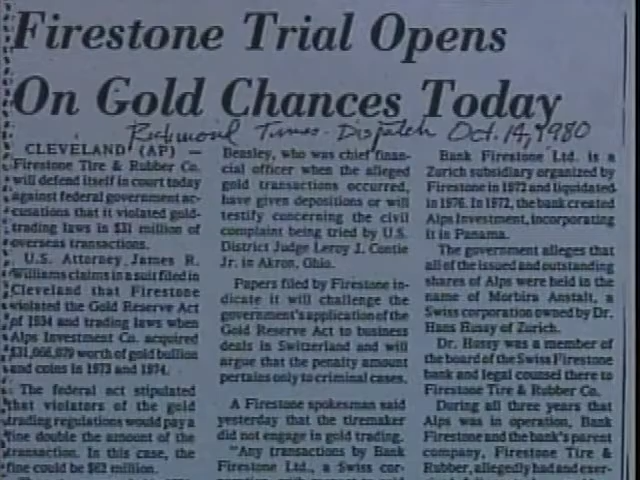 Firestone Trial Opens
On Gold Chances Today
Richmond Times-Dispatch Oct. 14, 1980
CLEVELAND (AP) —
Firestone Tire & Rubber Co.
will defend itself in court today
against federal government ac-
cusations that it violated gold-
trading laws in $31 million of
overseas transactions.
U.S. Attorney James R.
Williams claims in a suit filed in
Cleveland that Firestone
violated the Gold Reserve Act
of 1934 and trading laws when
Alps Investment Co. acquired
worth of gold bullion
and coins in 1973 and 1974.
The federal act stipulated
that violators of the gold
trading regulations would pay a
fine double the amount of the
transaction. In this case, the
fine could be $62 million.
Beasley, who was chief finan-
cial officer when the alleged
gold transactions occurred,
have given depositions or will
testify concerning the civil
complaint being tried by U.S.
District Judge Leroy J. Contie
Jr. in Akron, Ohio.
Papers filed by Firestone in-
dicate it will challenge the
government's application of the
Gold Reserve Act to business
deals in Switzerland and will
argue that the penalty amount
pertains only to criminal cases.
A Firestone spokesman said
yesterday that the tiremaker
did not engage in gold trading.
"Any transactions by Bank
Firestone Ltd., a Swiss cor-
Bank Firestone Ltd. is a
Zurich subsidiary organized by
Firestone in 1972 and liquidated
in 1976. In 1972, the bank created
Alps Investment, incorporating
it in Panama.
The government alleges that
all of the issued and outstanding
shares of Alps were held in the
name of Morbira Anstalt, a
Swiss corporation owned by Dr.
Hans Hussy of Zurich.
Dr. Hussy was a member of
the board of the Swiss Firestone
bank and legal counsel there to
Firestone Tire & Rubber Co.
During all three years that
Alps was in operation, Bank
Firestone and the bank's parent
company, Firestone Tire &
Rubber, allegedly had and exer-